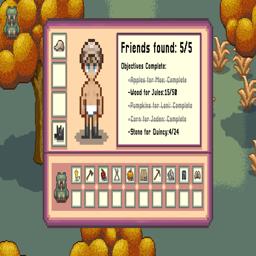 Friends found: 5/5
Objectives Complete:
-Apples for Max: Complete
-Wood for Jules:15/50
-Pumpkins for Lani: Complete
-Corn for Jaden: Complete
-Stone for Quincy:4/24